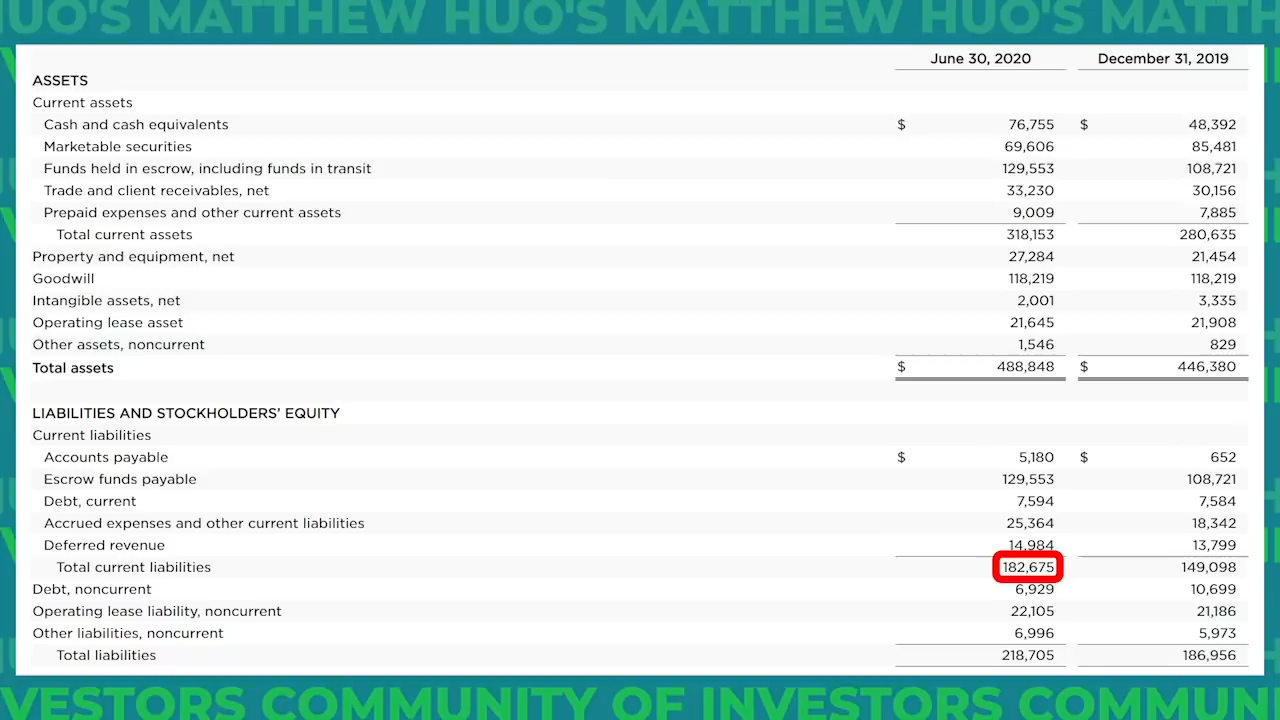 HUO'S MATTHEW HUO'S MATTHEW HUO'S MATT
June 30, 2020 December 31, 2019
ASSETS
Current assets
Cash and cash equivalents $ 76,755 $ 48,392
Marketable securities 69,606 85,481
Funds held in escrow, including funds in transit 129,553 108,721
Trade and client receivables, net 33,230 30,156
Prepaid expenses and other current assets 9,009 7,885
Total current assets 318,153 280,635
Property and equipment, net 27,284 21,454
Goodwill 118,219 118,219
Intangible assets, net 2,001 3,335
Operating lease asset 21,645 21,908
Other assets, noncurrent 1,546 829
Total assets $ 488,848 $ 446,380
LIABILITIES AND STOCKHOLDERS' EQUITY
Current liabilities
Accounts payable $ 5,180 $ 652
Escrow funds payable 129,553 108,721
Debt, current 7,594 7,584
Accrued expenses and other current liabilities 25,364 18,342
Deferred revenue 14,984 13,799
Total current liabilities 182,675 149,098
Debt, noncurrent 6,929 10,699
Operating lease liability, noncurrent 22,105 21,186
Other liabilities, noncurrent 6,996 5,973
Total liabilities 218,705 186,956
VESTORS COMMUNITY OF INVESTORS COMMUN